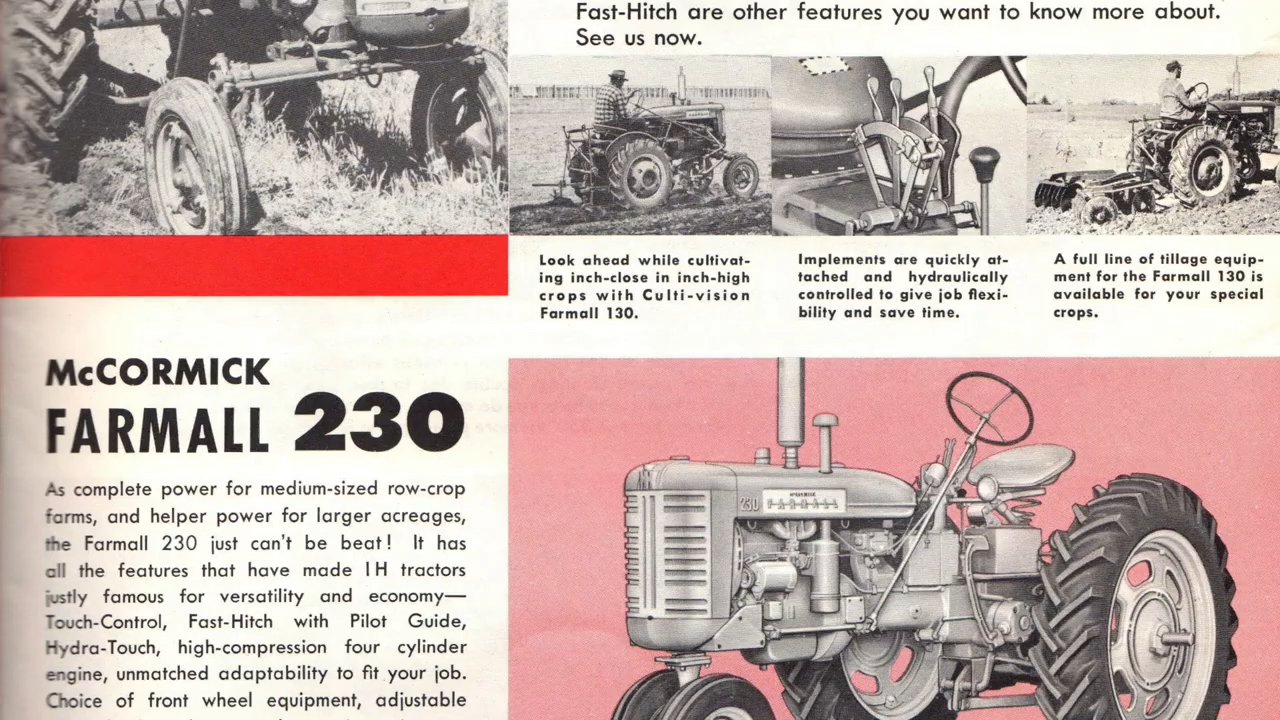 Fast-Hitch are other features you want to know more about.
See us now.
Look ahead while cultivat-
ing inch-close in inch-high
crops with Culti-vision
Farmall 130.
Implements are quickly at-
tached and hydraulically
controlled to give job flexi-
bility and save time.
A full line of tillage equip-
ment for the Farmall 130 is
available for your special
crops.
McCORMICK
FARMALL 230
As complete power for medium-sized row-crop
farms, and helper power for larger acreages,
the Farmall 230 just can't be beat! It has
all the features that have made IH tractors
justly famous for versatility and economy—
Touch-Control, Fast-Hitch with Pilot Guide,
Hydra-Touch, high-compression four cylinder
engine, unmatched adaptability to fit your job.
Choice of front wheel equipment, adjustable
230
McCORMICK
FARMALL